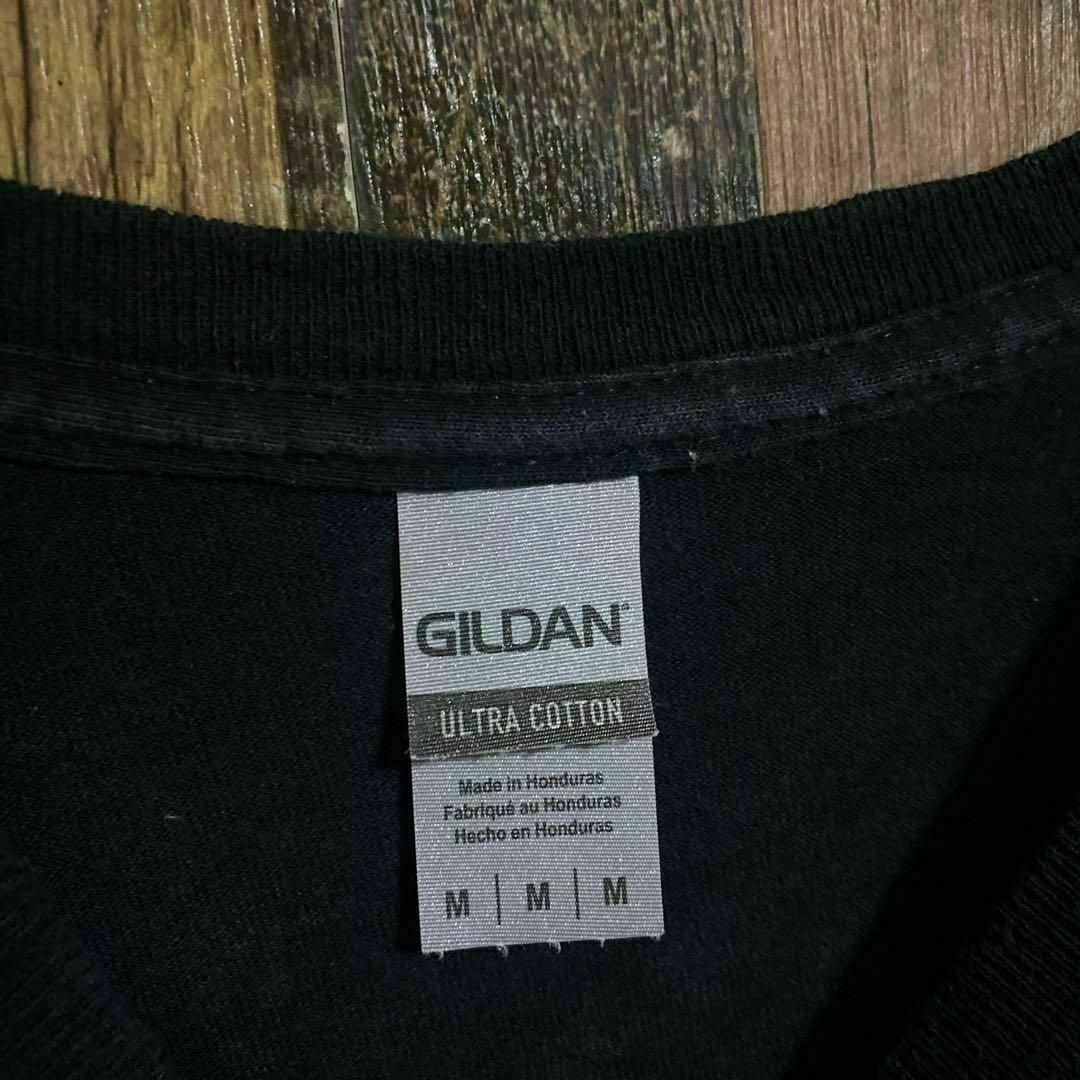 GILDAN®
ULTRA COTTON
Made in Honduras
Fabriqué au Honduras
Hecho en Honduras
M | M | M